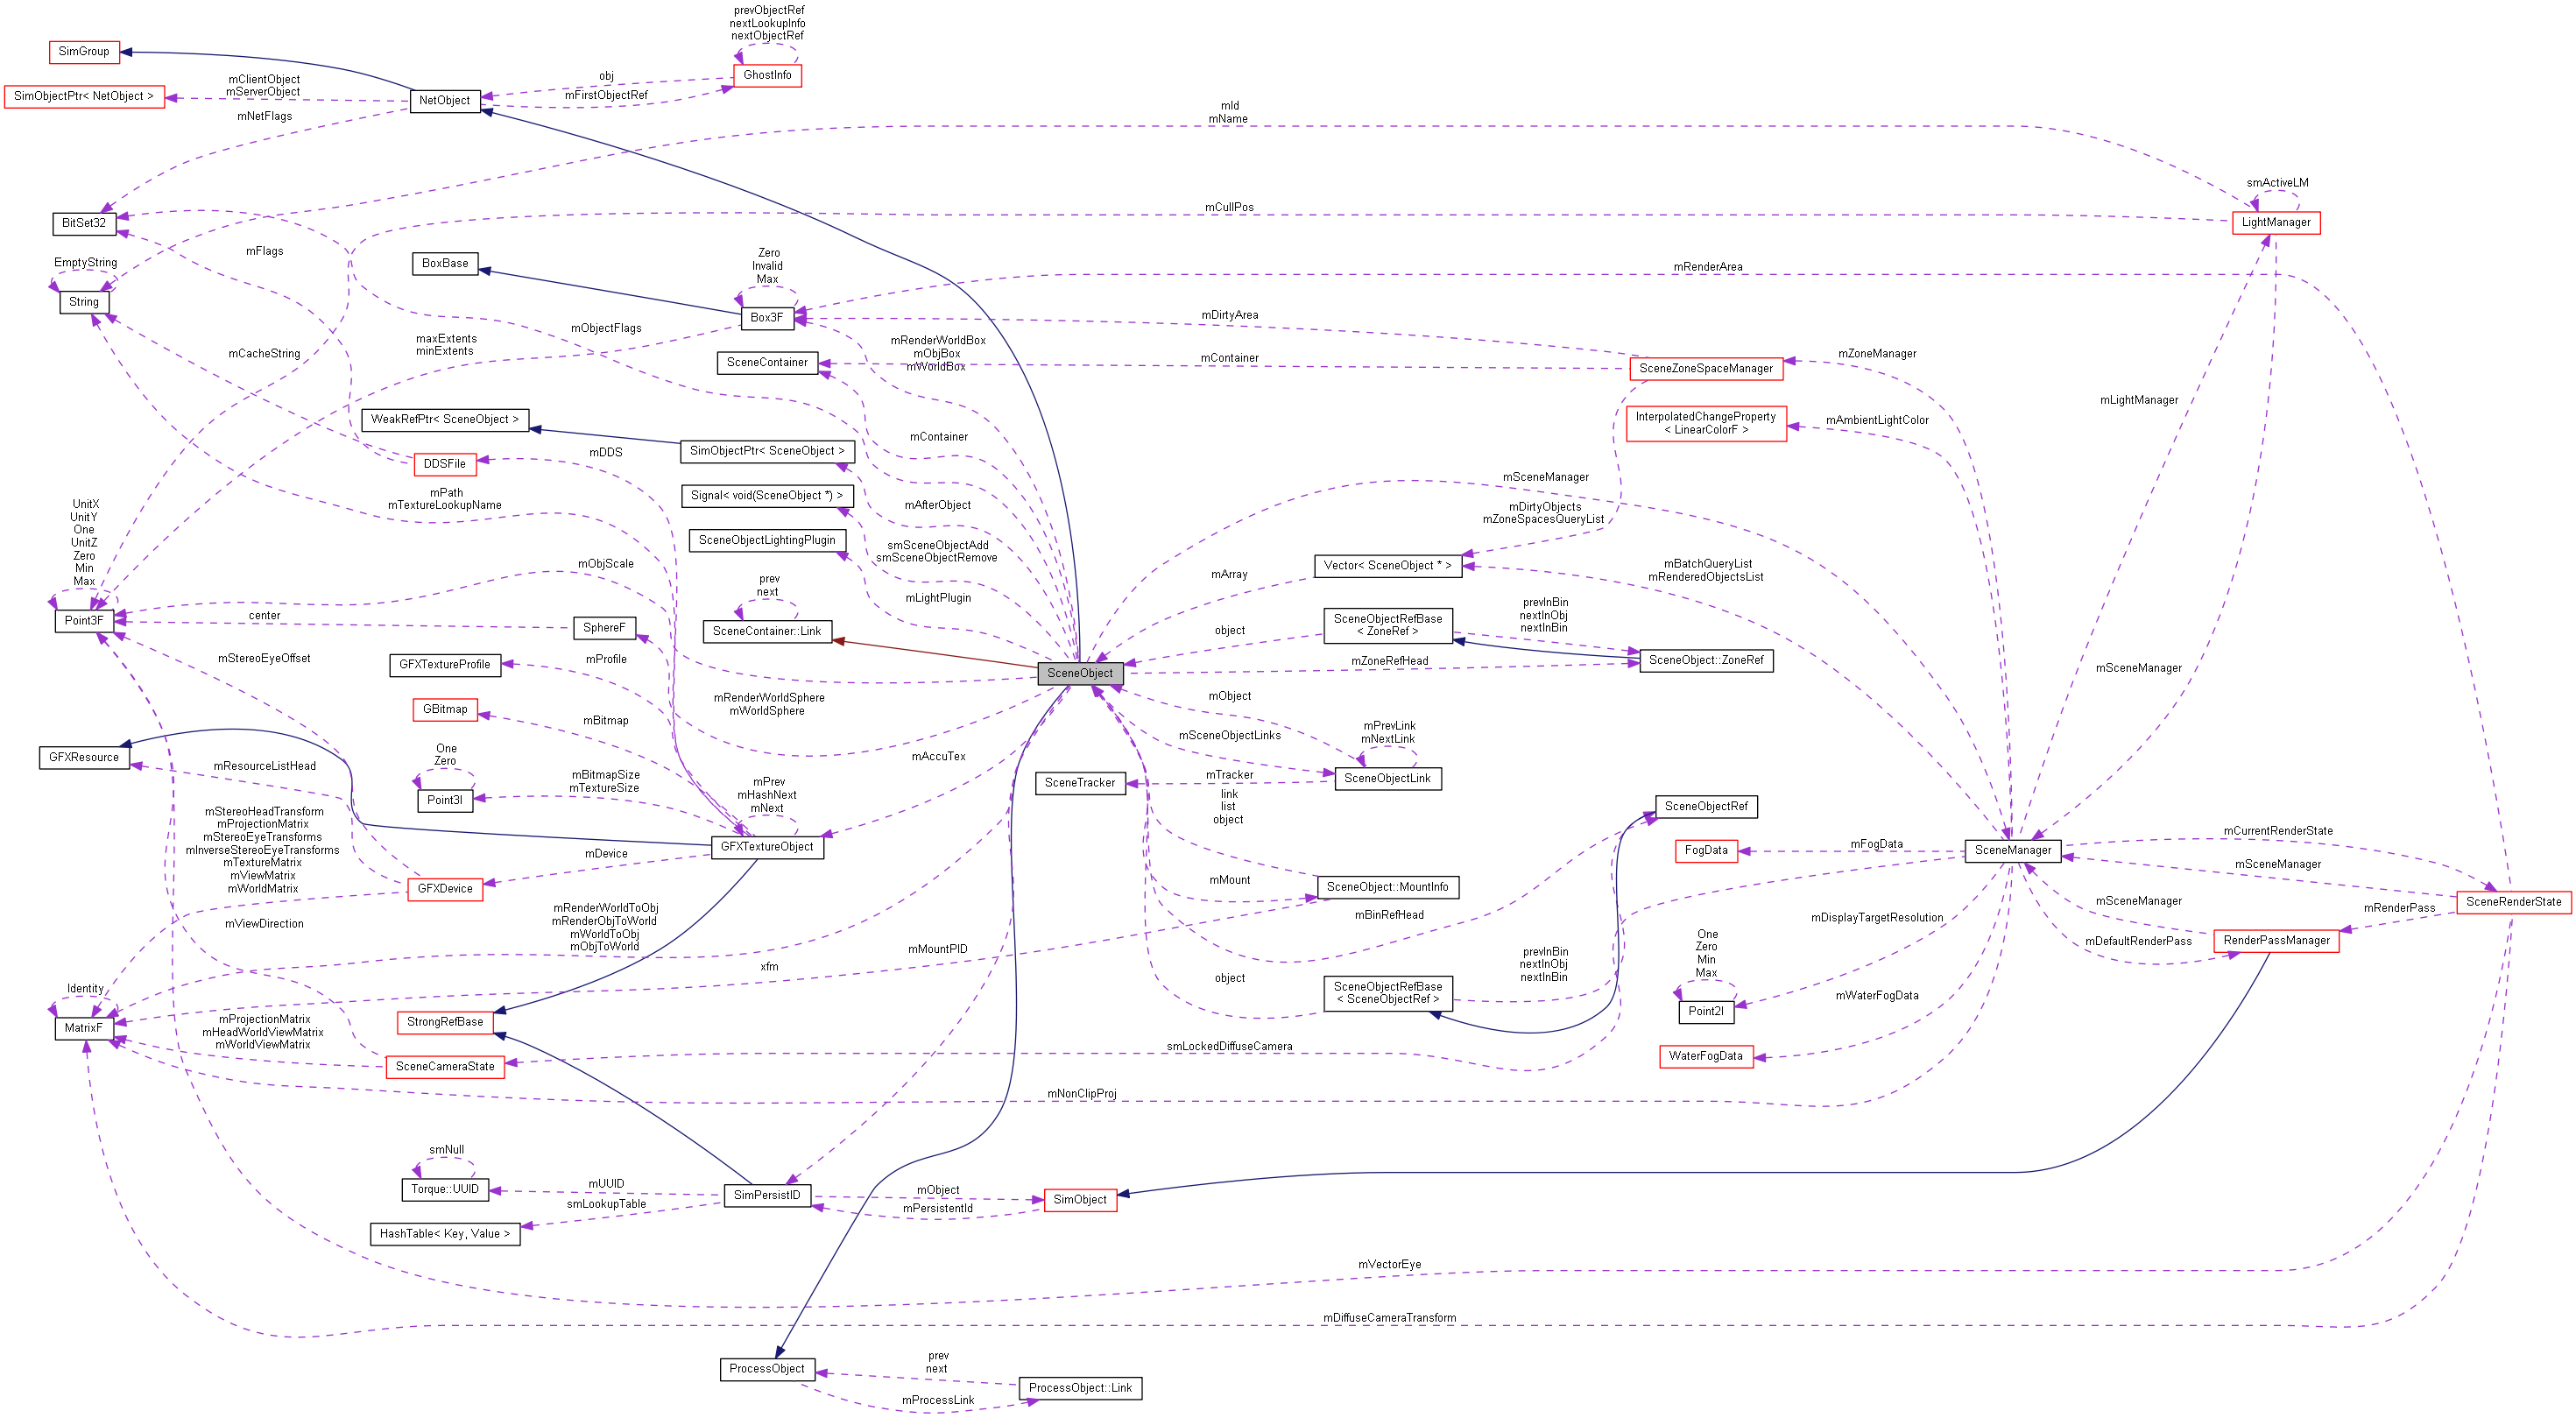 prevObjectRef
nextLookupInfo
nextObjectRef
SimGroup
GhostInfo
obj
mClientObject
mServerObject
SimObjectPtr< NetObject >
NetObject
mFirstObjectRef
mNetFlags
mId
mName
smActiveLM
mCullPos
BitSet32
LightManager
mFlags
BoxBase
Zero
Invalid
Max
EmptyString
mRenderArea
String
Box3F
mObjectFlags
mDirtyArea
maxExtents
minExtents
mRenderWorldBox
mObjBox
mWorldBox
mCacheString
SceneContainer
mContainer
mZoneManager
SceneZoneSpaceManager
mLightManager
WeakRefPtr< SceneObject >
InterpolatedChangeProperty
< LinearColorF >
mAmbientLightColor
mContainer
SimObjectPtr< SceneObject >
mDDS
DDSFile
mSceneManager
mAfterObject
Signal< void(SceneObject *) >
mPath
mTextureLookupName
mDirtyObjects
mZoneSpacesQueryList
UnitX
UnitY
One
UnitZ
Zero
Min
Max
SceneObjectLightingPlugin
smSceneObjectAdd
smSceneObjectRemove
mObjScale
Vector< SceneObject * >
mArray
mBatchQueryList
mRenderedObjectsList
prev
next
mLightPlugin
Point3F
center
SphereF
SceneContainer::Link
object
SceneObjectRefBase
< ZoneRef >
prevInBin
nextInObj
nextInBin
mStereoEyeOffset
GFXTextureProfile
mProfile
SceneObject
mZoneRefHead
SceneObject::ZoneRef
mSceneManager
mRenderWorldSphere
mWorldSphere
mObject
GBitmap
mBitmap
mSceneObjectLinks
mPrevLink
mNextLink
GFXResource
One
Zero
mResourceListHead
mBitmapSize
mTextureSize
mAccuTex
SceneTracker
mTracker
SceneObjectLink
Point3I
mPrev
mHashNext
mNext
link
list
object
SceneObjectRef
mStereoHeadTransform
mProjectionMatrix
mStereoEyeTransforms
mInverseStereoEyeTransforms
mTextureMatrix
mViewMatrix
mWorldMatrix
GFXTextureObject
mDevice
GFXDevice
FogData
mFogData
SceneManager
mCurrentRenderState
mSceneManager
SceneObject::MountInfo
mMount
mBinRefHead
SceneRenderState
mRenderPass
mSceneManager
mViewDirection
mRenderWorldToObj
mRenderObjToWorld
mWorldToObj
mObjToWorld
mMountPID
mDisplayTargetResolution
mDefaultRenderPass
RenderPassManager
xfm
One
Zero
Min
Max
prevInBin
nextInObj
nextInBin
object
SceneObjectRefBase
< SceneObjectRef >
Identity
MatrixF
StrongRefBase
Point2I
mWaterFogData
mProjectionMatrix
mHeadWorldViewMatrix
mWorldViewMatrix
SceneCameraState
smLockedDiffuseCamera
WaterFogData
mNonClipProj
smNull
Torque::UUID
mUUID
SimPersistID
mObject
SimObject
smLookupTable
mPersistentId
HashTable< Key, Value >
mVectorEye
mDiffuseCameraTransform
ProcessObject
prev
next
ProcessObject::Link
mProcessLink